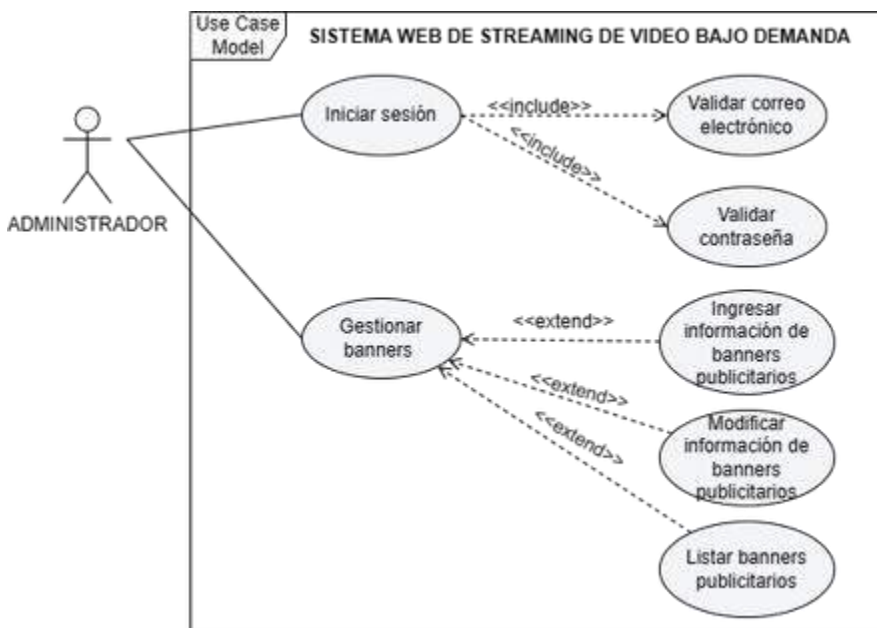 Use Case
Model
SISTEMA WEB DE STREAMING DE VIDEO BAJO DEMANDA
Iniciar sesión
<<include>>
Validar correo
electrónico
<<include>>
ADMINISTRADOR
Validar
contraseña
Gestionar
banners
<<extend>>
Ingresar
información de
banners
publicitarios
<<extend>>
Modificar
información de
banners
publicitarios
<<extend>>
Listar banners
publicitarios